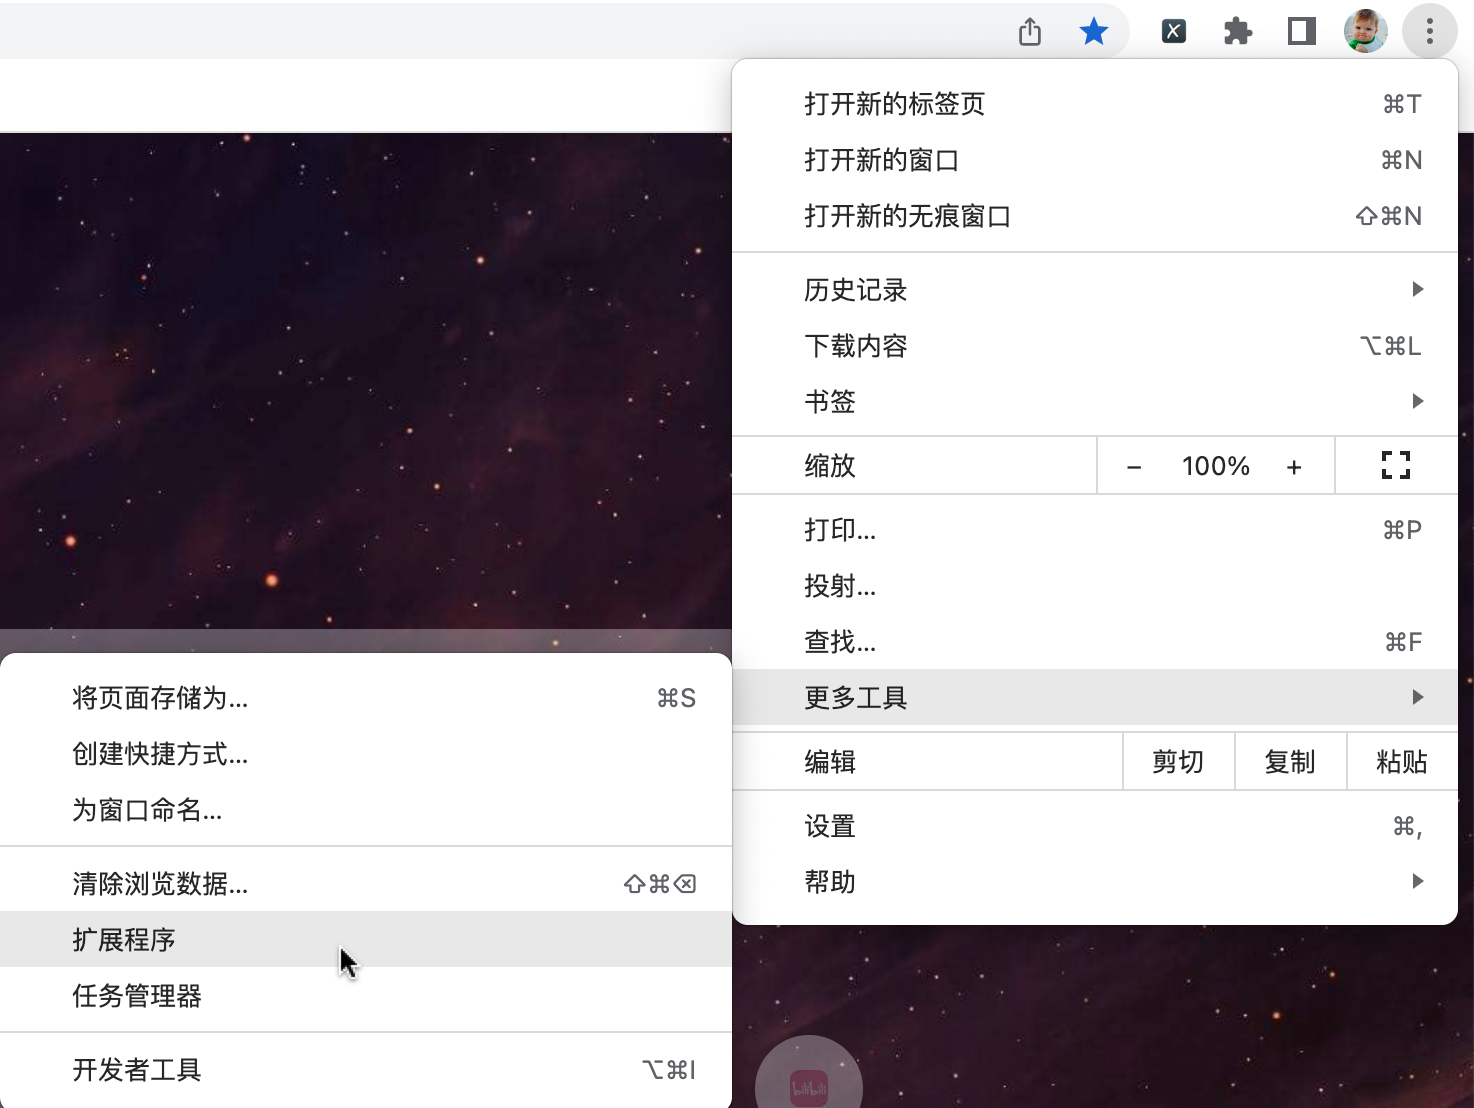 打开新的标签页 ⌘T
打开新的窗口 ⌘N
打开新的无痕窗口 ⇧⌘N
历史记录
下载内容 ⌥⌘L
书签
缩放 − 100% +
打印... ⌘P
投射...
查找... ⌘F
更多工具
编辑 剪切 复制 粘贴
设置 ⌘,
帮助
将页面存储为... ⌘S
创建快捷方式...
为窗口命名...
清除浏览数据... ⇧⌘⌫
扩展程序
任务管理器
开发者工具 ⌥⌘I
bilibili